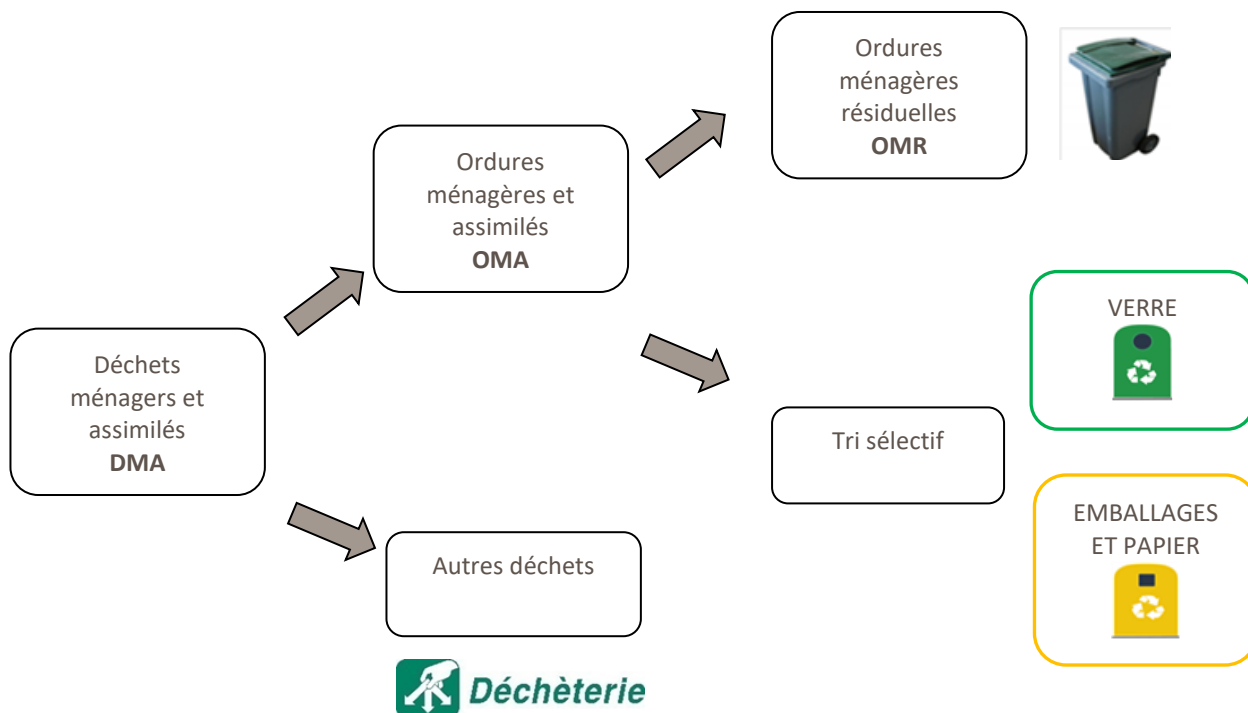 Déchets
ménagers et
assimilés
DMA
Ordures
ménagères et
assimilés
OMA
Autres déchets
Déchèterie
Ordures
ménagères
résiduelles
OMR
Tri sélectif
VERRE
EMBALLAGES
ET PAPIER